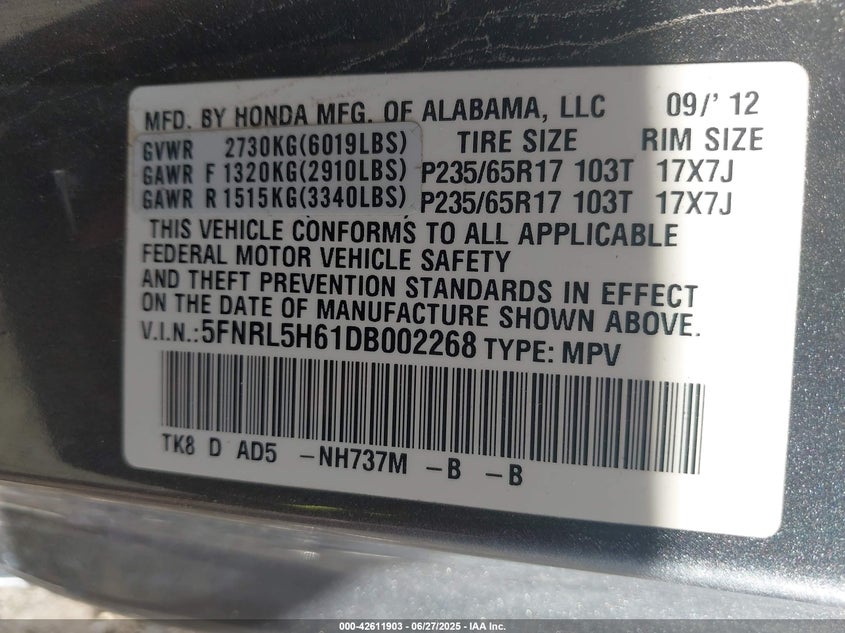 MFD. BY HONDA MFG. OF ALABAMA, LLC 09/' 12
GVWR 2730KG(6019LBS) TIRE SIZE RIM SIZE
GAWR F 1320KG(2910LBS) P235/65R17 103T 17X7J
GAWR R 1515KG(3340LBS) P235/65R17 103T 17X7J
THIS VEHICLE CONFORMS TO ALL APPLICABLE
FEDERAL MOTOR VEHICLE SAFETY
AND THEFT PREVENTION STANDARDS IN EFFECT
ON THE DATE OF MANUFACTURE SHOWN ABOVE.
V.I.N.:5FNRL5H61DB002268 TYPE: MPV
TK8 D AD5 -NH737M -B -B
000-42611903 / 06/27/2025 / IAA Inc.